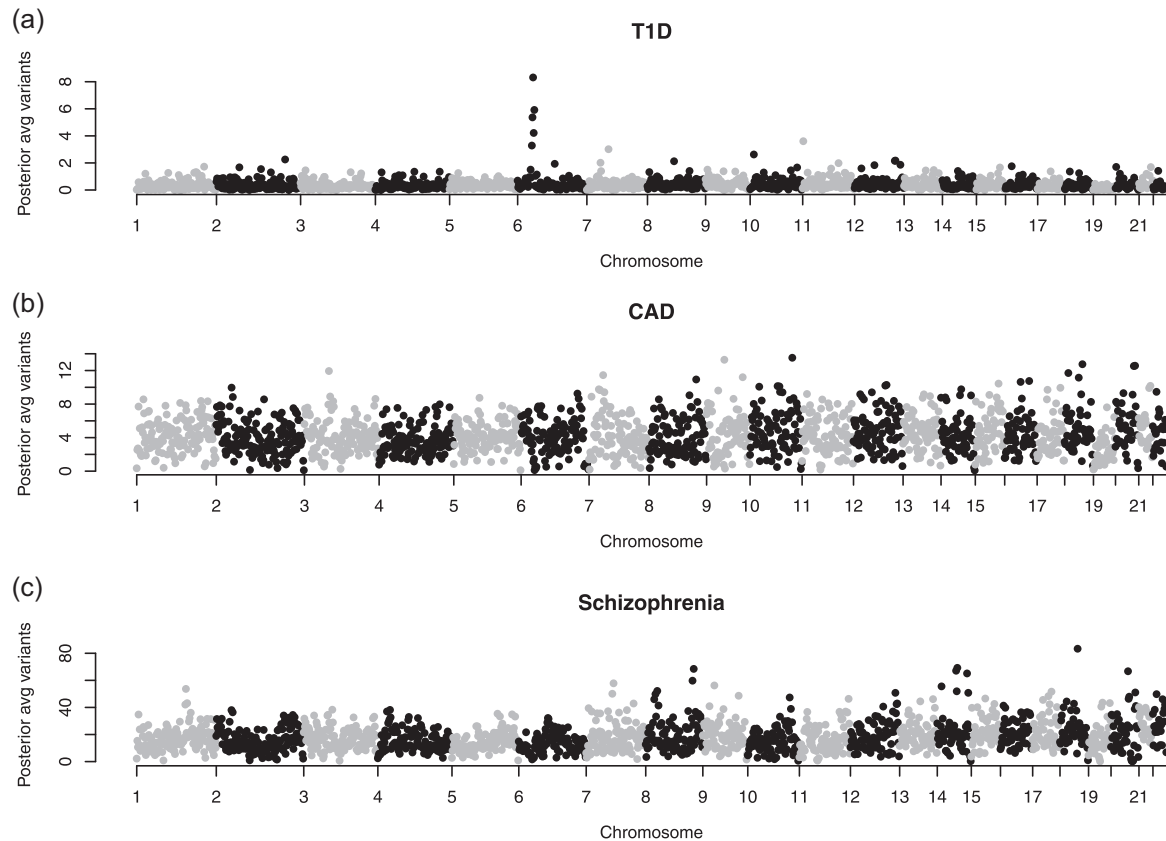 (a)
T1D
Posterior avg variants
8
6
4
2
0
1 2 3 4 5 6 7 8 9 10 11 12 13 14 15 17 19 21
Chromosome
(b)
CAD
Posterior avg variants
12
8
4
0
1 2 3 4 5 6 7 8 9 10 11 12 13 14 15 17 19 21
Chromosome
(c)
Schizophrenia
Posterior avg variants
80
40
0
1 2 3 4 5 6 7 8 9 10 11 12 13 14 15 17 19 21
Chromosome